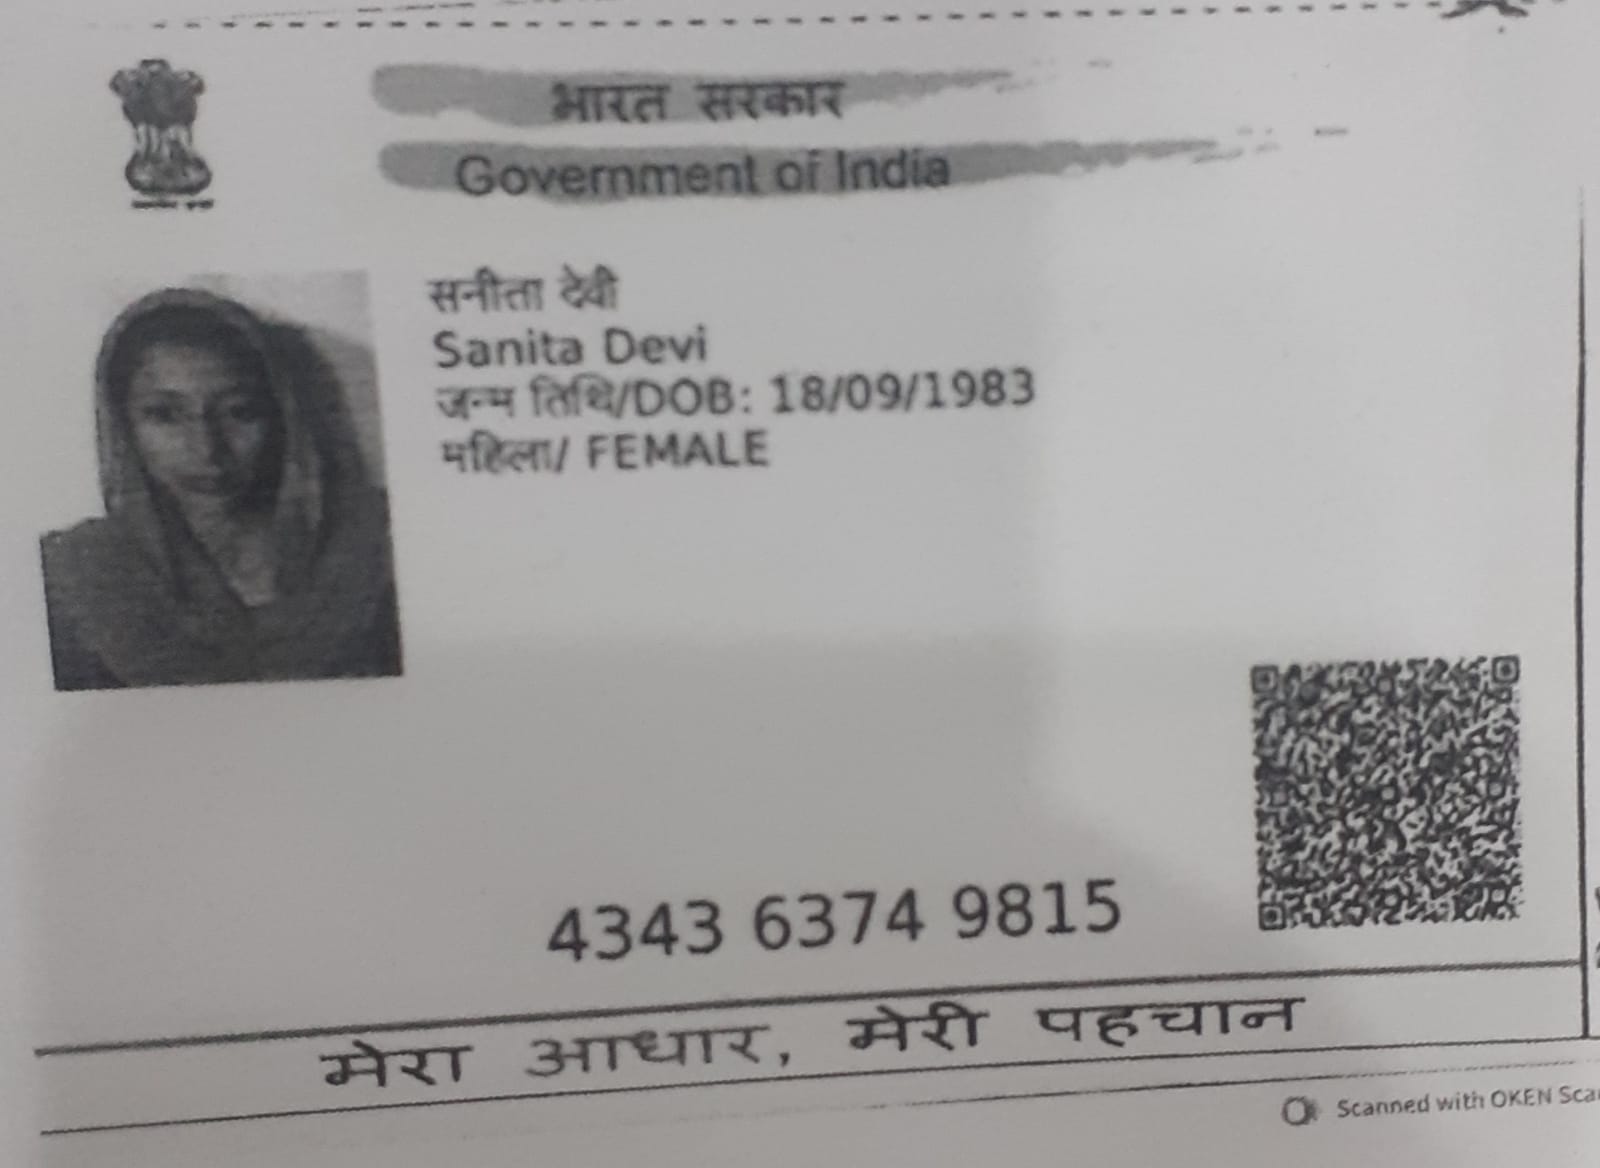 भारत सरकार
Government of India
सनीता देवी
Sanita Devi
जन्म तिथि/DOB: 18/09/1983
महिला/ FEMALE
4343 6374 9815
मेरा आधार, मेरी पहचान
Scanned with OKEN